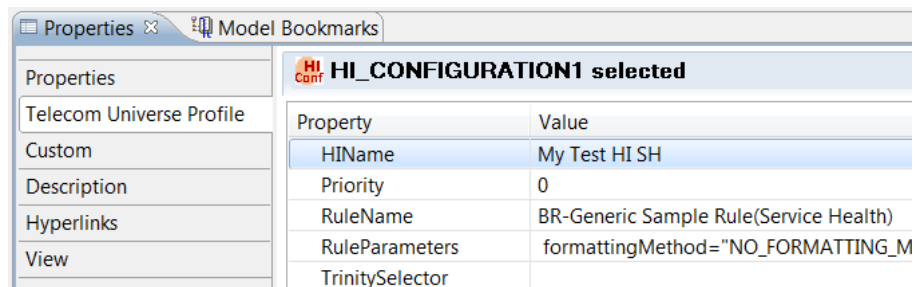 Properties Model Bookmarks
HI Conf HI_CONFIGURATION1 selected
Properties
Telecom Universe Profile
Custom
Description
Hyperlinks
View
Property Value
HIName My Test HI SH
Priority 0
RuleName BR-Generic Sample Rule(Service Health)
RuleParameters formattingMethod="NO_FORMATTING_M
TrinitySelector